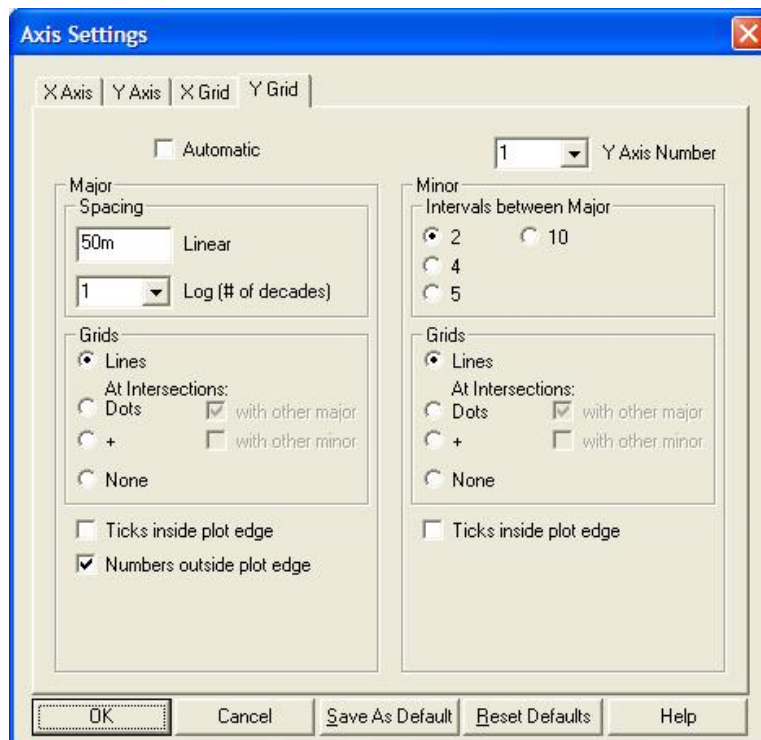 Axis Settings
X Axis
Y Axis
X Grid
Y Grid
Automatic
1
Y Axis Number
Major
Spacing
50m
Linear
1
Log (# of decades)
Grids
Lines
At Intersections:
Dots
with other major
+
with other minor
None
Ticks inside plot edge
Numbers outside plot edge
Minor
Intervals between Major
2
10
4
5
Grids
Lines
At Intersections:
Dots
with other major
+
with other minor
None
Ticks inside plot edge
OK
Cancel
Save As Default
Reset Defaults
Help